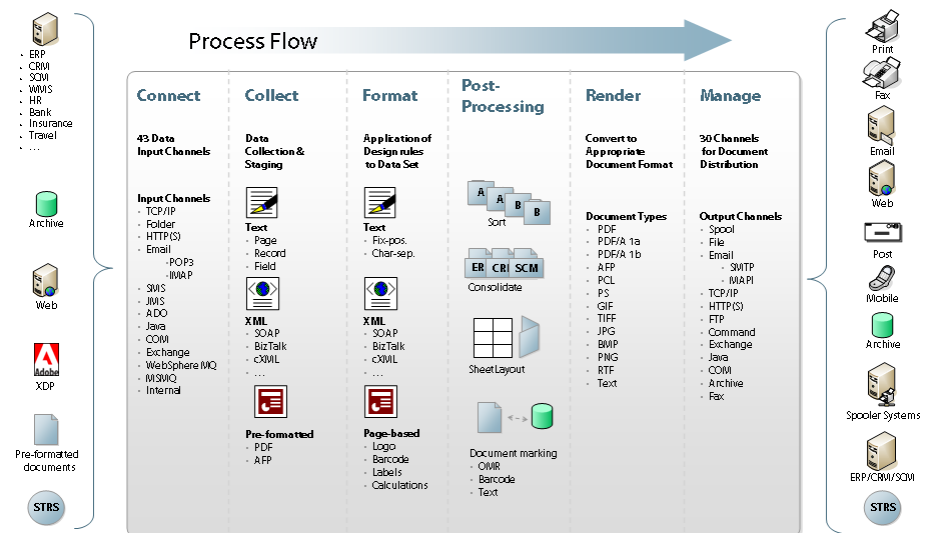 Process Flow
· ERP
· CRM
· SCM
· WMS
· HR
· Bank
· Insurance
· Travel
· ...
Archive
Web
Adobe
XDP
Pre-formatted
documents
STRS
Connect
43 Data
Input Channels
Input Channels
· TCP/IP
· Folder
· HTTP(S)
· Email
·POP3
·IMAP
· SMS
· JMS
· ADO
· Java
· COM
· Exchange
· WebSphere MQ
· MSMQ
· Internal
Collect
Data
Collection &
Staging
Text
· Page
· Record
· Field
XML
· SOAP
· BizTalk
· cXML
· ...
Pre-formatted
· PDF
· AFP
Format
Application of
Design rules
to Data Set
Text
· Fix-pos.
· Char-sep.
XML
· SOAP
· BizTalk
· cXML
· ...
Page-based
· Logo
· Barcode
· Labels
· Calculations
Post-
Processing
A A B B
Sort
ER CRI SCM
Consolidate
Sheet Layout
Document marking
· OMR
· Barcode
· Text
Render
Convert to
Appropriate
Document Format
Document Types
· PDF
· PDF/A 1a
· PDF/A 1b
· AFP
· PCL
· PS
· GIF
· TIFF
· JPG
· BMP
· PNG
· RTF
· Text
Manage
30 Channels
for Document
Distribution
Output Channels
· Spool
· File
· Email
· SMTP
· MAPI
· TCP/IP
· HTTP(S)
· FTP
· Command
· Exchange
· Java
· COM
· Archive
· Fax
Print
Fax
Email
Web
Post
Mobile
Archive
Spooler Systems
ERP/CRM/SCM
STRS